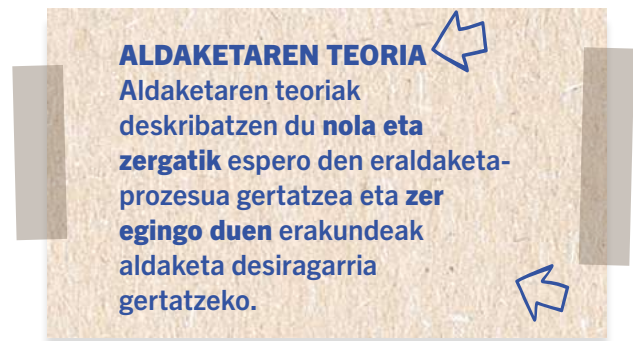 ALDAKETAREN TEORIA
Aldaketaren teoriak
deskribatzen du nola eta
zergatik espero den eraldaketa-
prozesua gertatzea eta zer
egingo duen erakundeak
aldaketa desiragarria
gertatzeko.